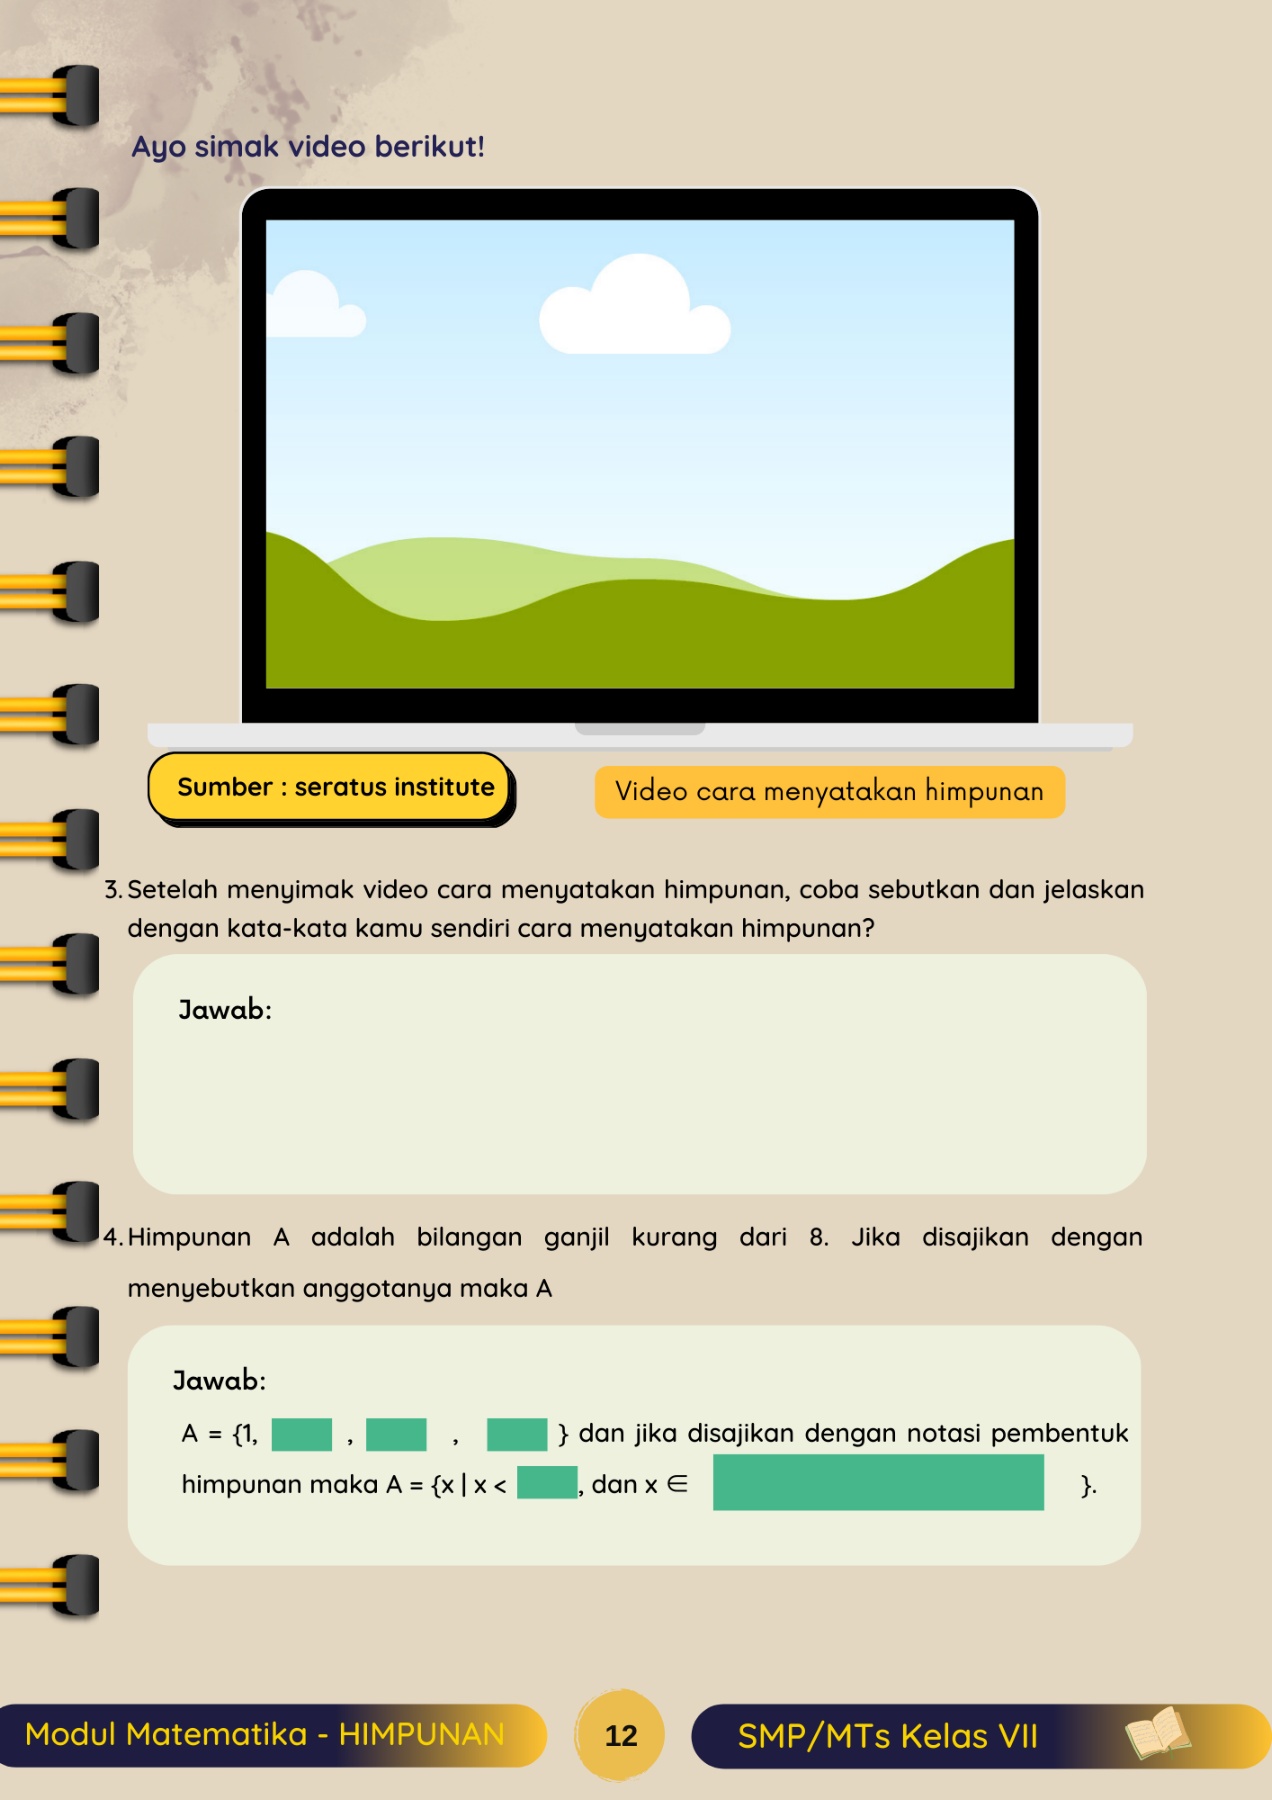 Ayo simak video berikut!
Sumber : seratus institute
Video cara menyatakan himpunan
3. Setelah menyimak video cara menyatakan himpunan, coba sebutkan dan jelaskan
dengan kata-kata kamu sendiri cara menyatakan himpunan?
Jawab:
4. Himpunan A adalah bilangan ganjil kurang dari 8. Jika disajikan dengan
menyebutkan anggotanya maka A
Jawab:
A = {1, , , } dan jika disajikan dengan notasi pembentuk
himpunan maka A = {x | x < , dan x ∈ }.
Modul Matematika - HIMPUNAN
12
SMP/MTs Kelas VII